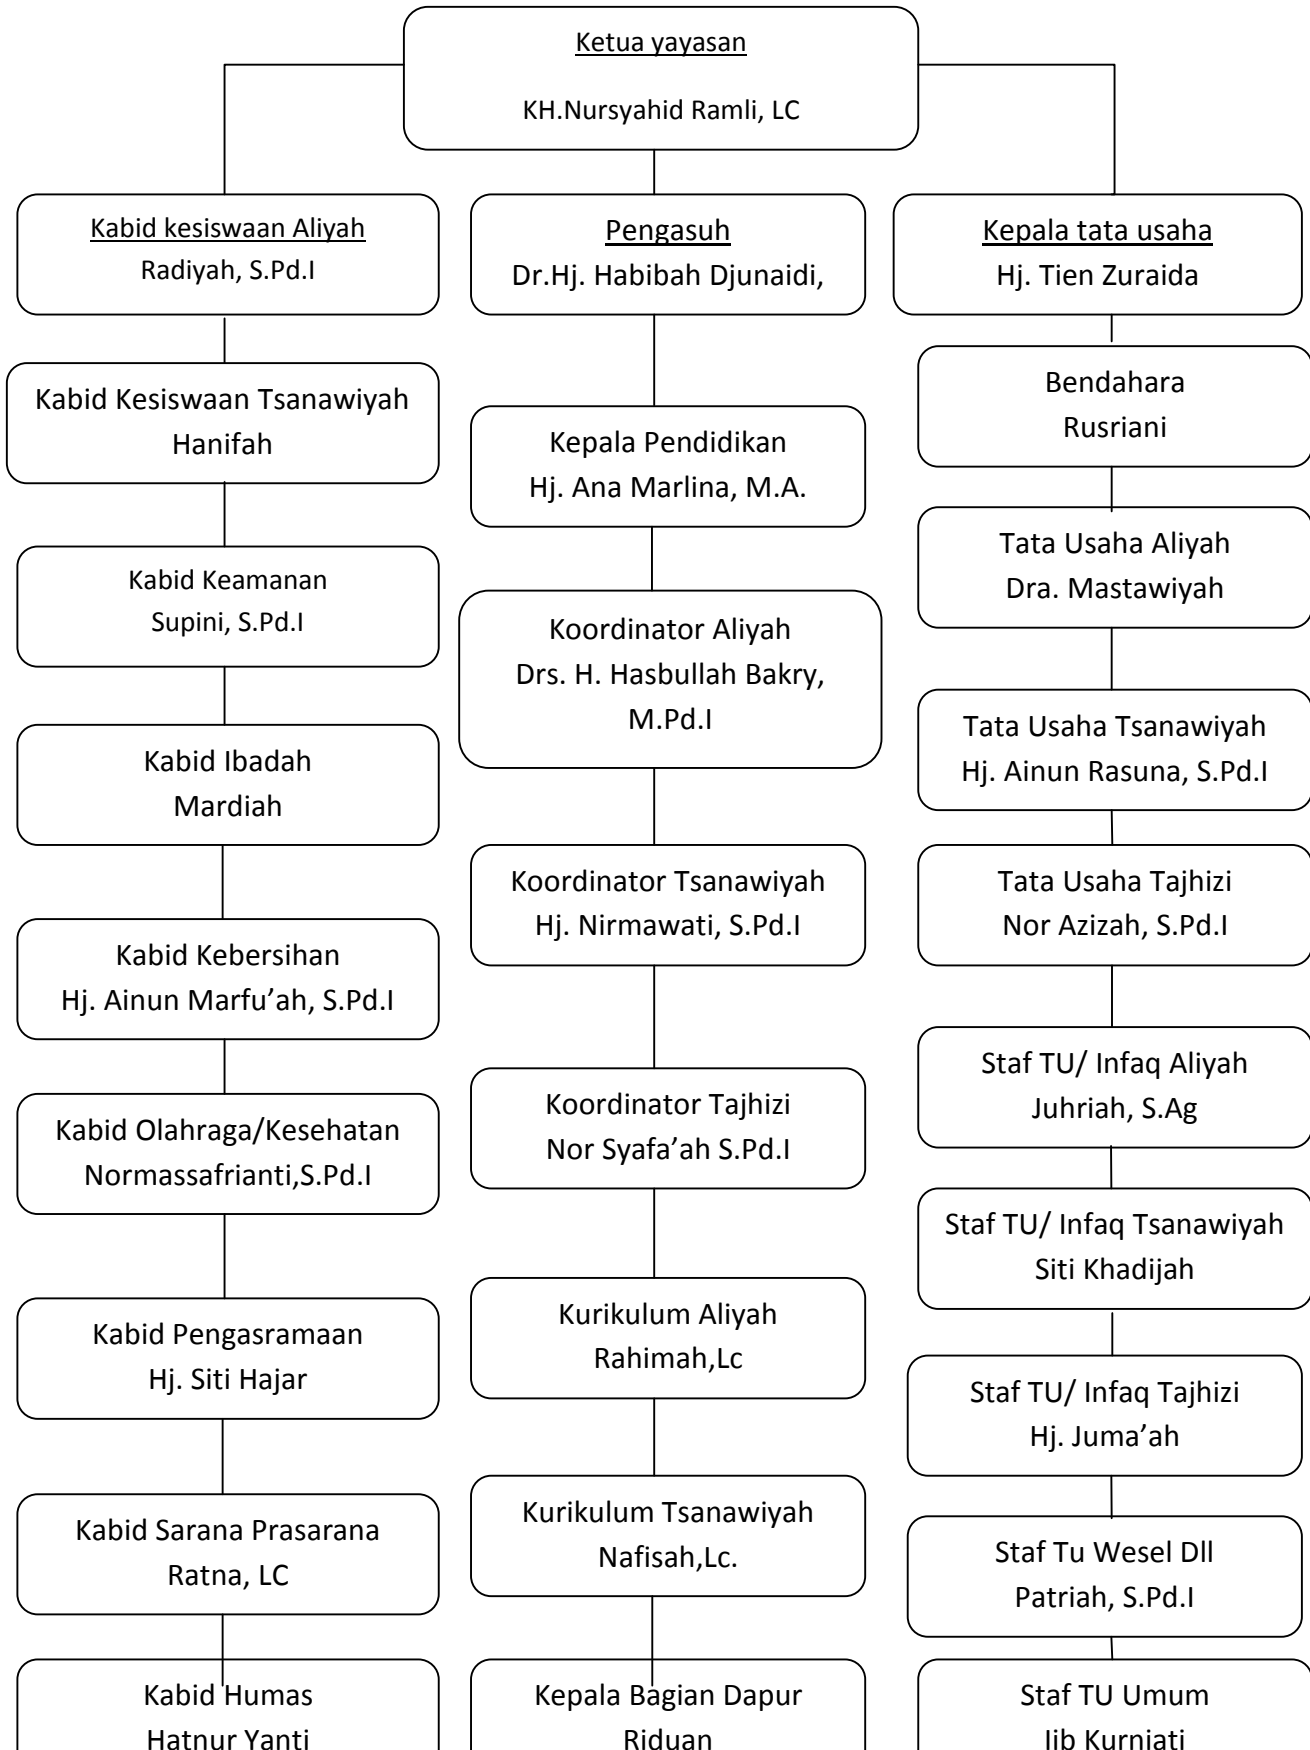 Ketua yayasan
KH.Nursyahid Ramli, LC
Kabid kesiswaan Aliyah
Radiyah, S.Pd.I
Kabid Kesiswaan Tsanawiyah
Hanifah
Kabid Keamanan
Supini, S.Pd.I
Kabid Ibadah
Mardiah
Kabid Kebersihan
Hj. Ainun Marfu’ah, S.Pd.I
Kabid Olahraga/Kesehatan
Normassafrianti,S.Pd.I
Kabid Pengasramaan
Hj. Siti Hajar
Kabid Sarana Prasarana
Ratna, LC
Kabid Humas
Hatnur Yanti
Pengasuh
Dr.Hj. Habibah Djunaidi,
Kepala Pendidikan
Hj. Ana Marlina, M.A.
Koordinator Aliyah
Drs. H. Hasbullah Bakry,
M.Pd.I
Koordinator Tsanawiyah
Hj. Nirmawati, S.Pd.I
Koordinator Tajhizi
Nor Syafa’ah S.Pd.I
Kurikulum Aliyah
Rahimah,Lc
Kurikulum Tsanawiyah
Nafisah,Lc.
Kepala Bagian Dapur
Riduan
Kepala tata usaha
Hj. Tien Zuraida
Bendahara
Rusriani
Tata Usaha Aliyah
Dra. Mastawiyah
Tata Usaha Tsanawiyah
Hj. Ainun Rasuna, S.Pd.I
Tata Usaha Tajhizi
Nor Azizah, S.Pd.I
Staf TU/ Infaq Aliyah
Juhriah, S.Ag
Staf TU/ Infaq Tsanawiyah
Siti Khadijah
Staf TU/ Infaq Tajhizi
Hj. Juma’ah
Staf Tu Wesel Dll
Patriah, S.Pd.I
Staf TU Umum
Iib Kurniati